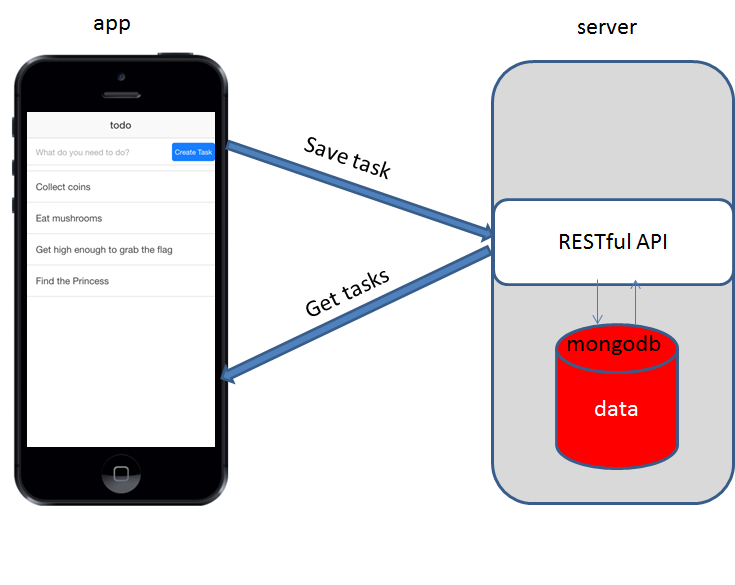 app
server
todo
What do you need to do?
Create Task
Collect coins
Eat mushrooms
Get high enough to grab the flag
Find the Princess
Save task
Get tasks
RESTful API
mongodb
data